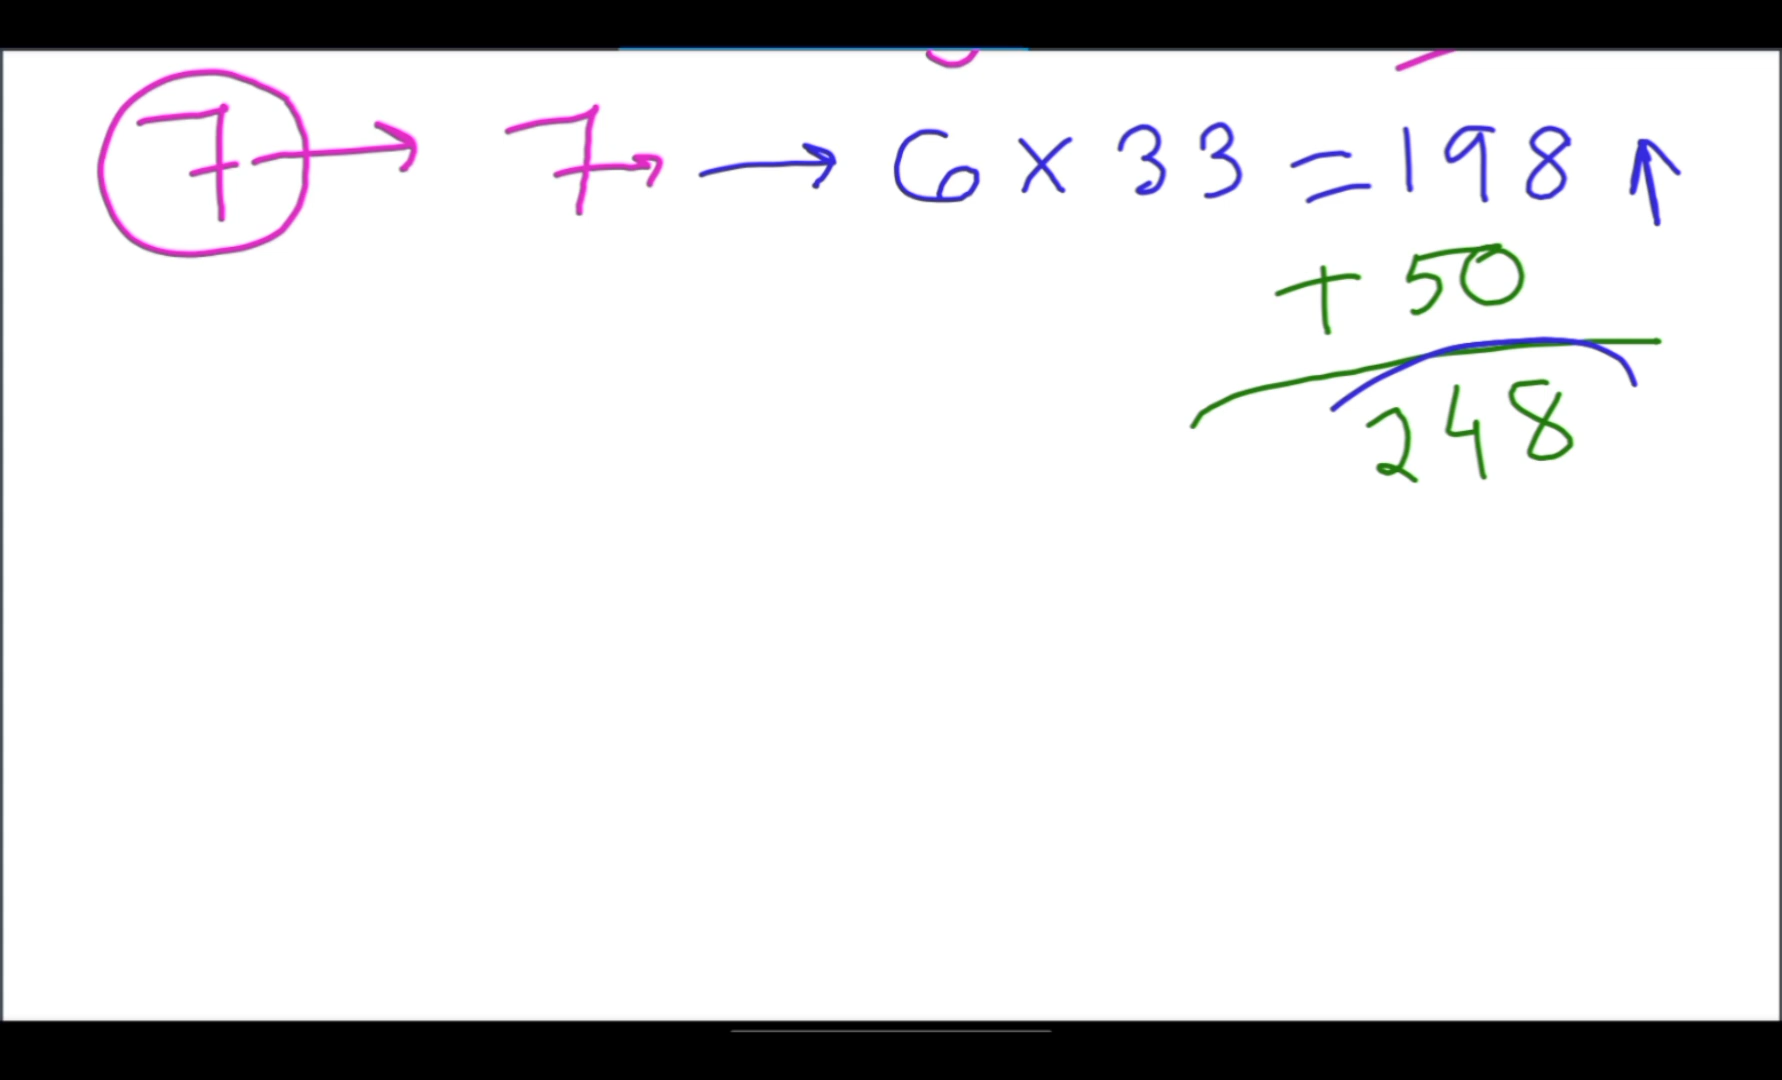 7 → 7 → 6 × 33 = 198 ↑
+ 50
248